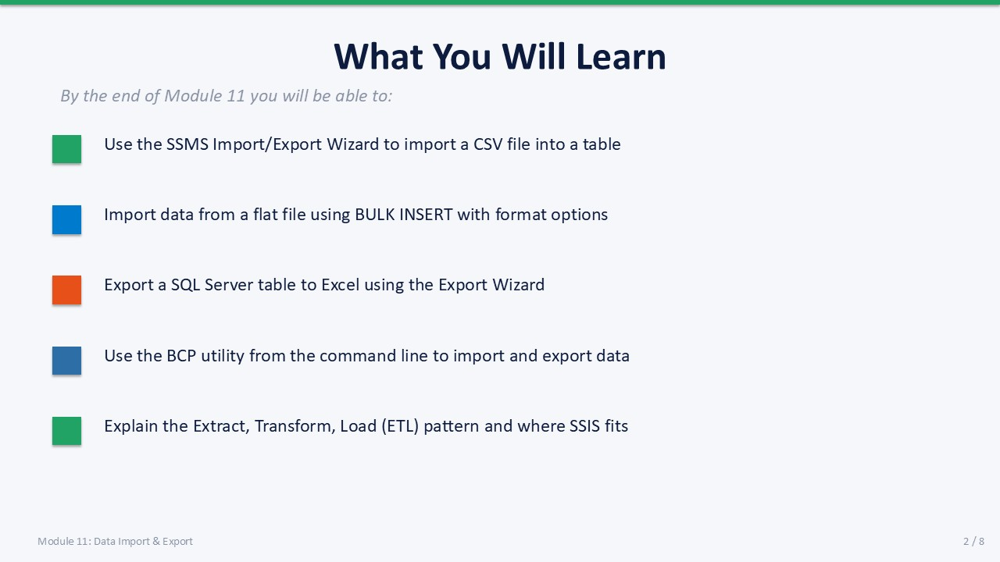 What You Will Learn
By the end of Module 11 you will be able to:
Use the SSMS Import/Export Wizard to import a CSV file into a table
Import data from a flat file using BULK INSERT with format options
Export a SQL Server table to Excel using the Export Wizard
Use the BCP utility from the command line to import and export data
Explain the Extract, Transform, Load (ETL) pattern and where SSIS fits
Module 11: Data Import & Export
2 / 8